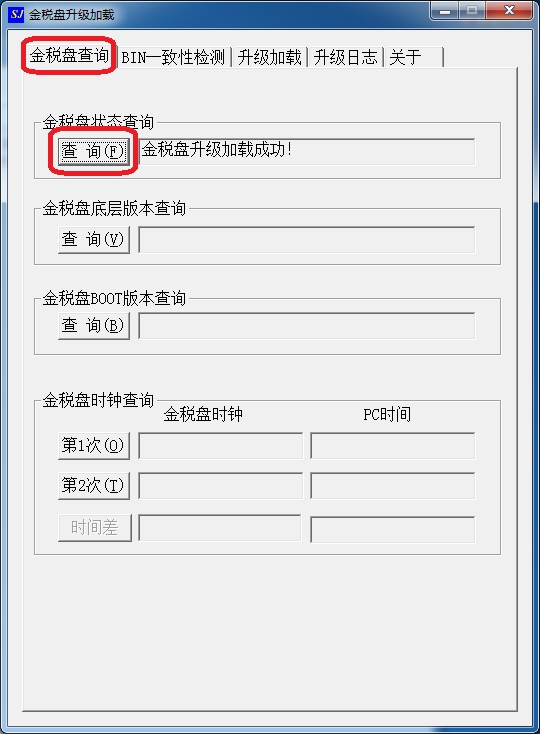 SJ 金税盘升级加载
金税盘查询 BIN一致性检测 升级加载 升级日志 关于
金税盘状态查询
查 询(F) 金税盘升级加载成功!
金税盘底层版本查询
查 询(V)
金税盘BOOT版本查询
查 询(B)
金税盘时钟查询
金税盘时钟 PC时间
第1次(O)
第2次(T)
时间差